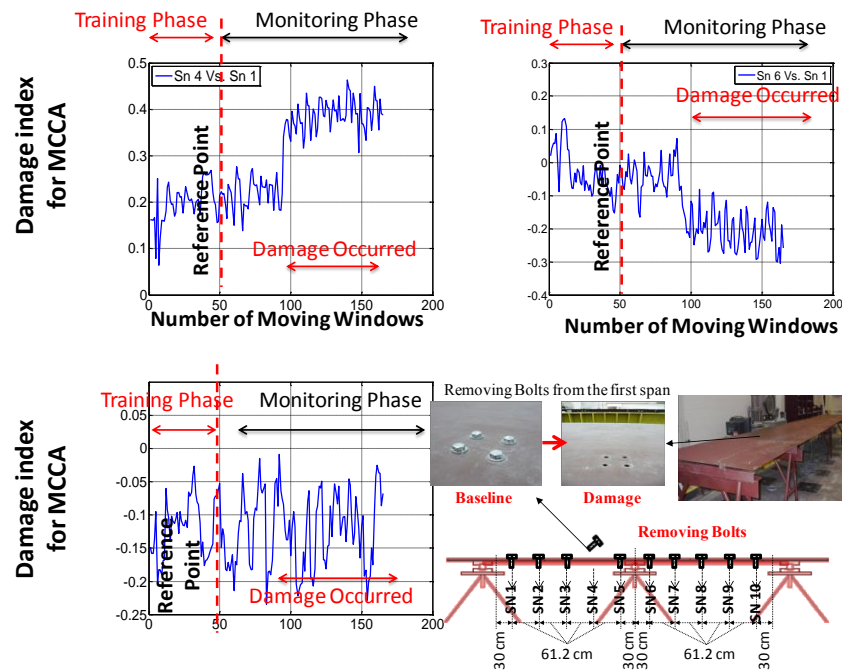 Training Phase
Monitoring Phase
Sn 4 Vs. Sn 1
Damage index
for MCCA
Reference Point
Damage Occurred
0.5
0.4
0.3
0.2
0.1
0
0
50
100
150
200
Number of Moving Windows
Training Phase
Monitoring Phase
Sn 6 Vs. Sn 1
Damage Occurred
Reference Point
0.3
0.2
0.1
0
-0.1
-0.2
-0.3
-0.4
0
50
100
150
200
Number of Moving Windows
Damage index
for MCCA
Training Phase
Monitoring Phase
Reference
Point
Damage Occurred
0.05
0
-0.05
-0.1
-0.15
-0.2
-0.25
0
50
100
150
200
Removing Bolts from the first span
Baseline
Damage
Removing Bolts
SN 1
SN 2
SN 3
SN 4
SN 5
SN 6
SN 7
SN 8
SN 9
SN 10
30 cm
61.2 cm
30 cm
30 cm
61.2 cm
30 cm